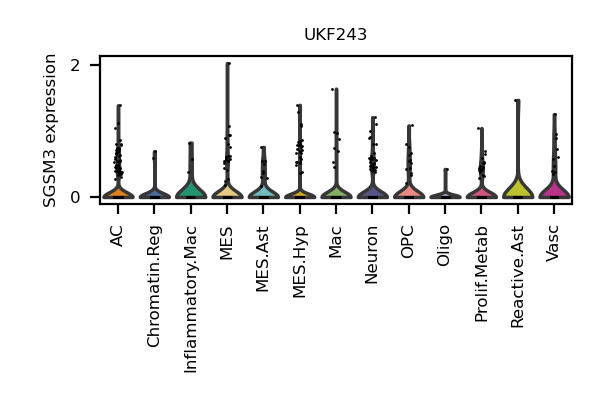 UKF243
SGSM3 expression
2
0
AC
Chromatin.Reg
Inflammatory.Mac
MES
MES.Ast
MES.Hyp
Mac
Neuron
OPC
Oligo
Prolif.Metab
Reactive.Ast
Vasc